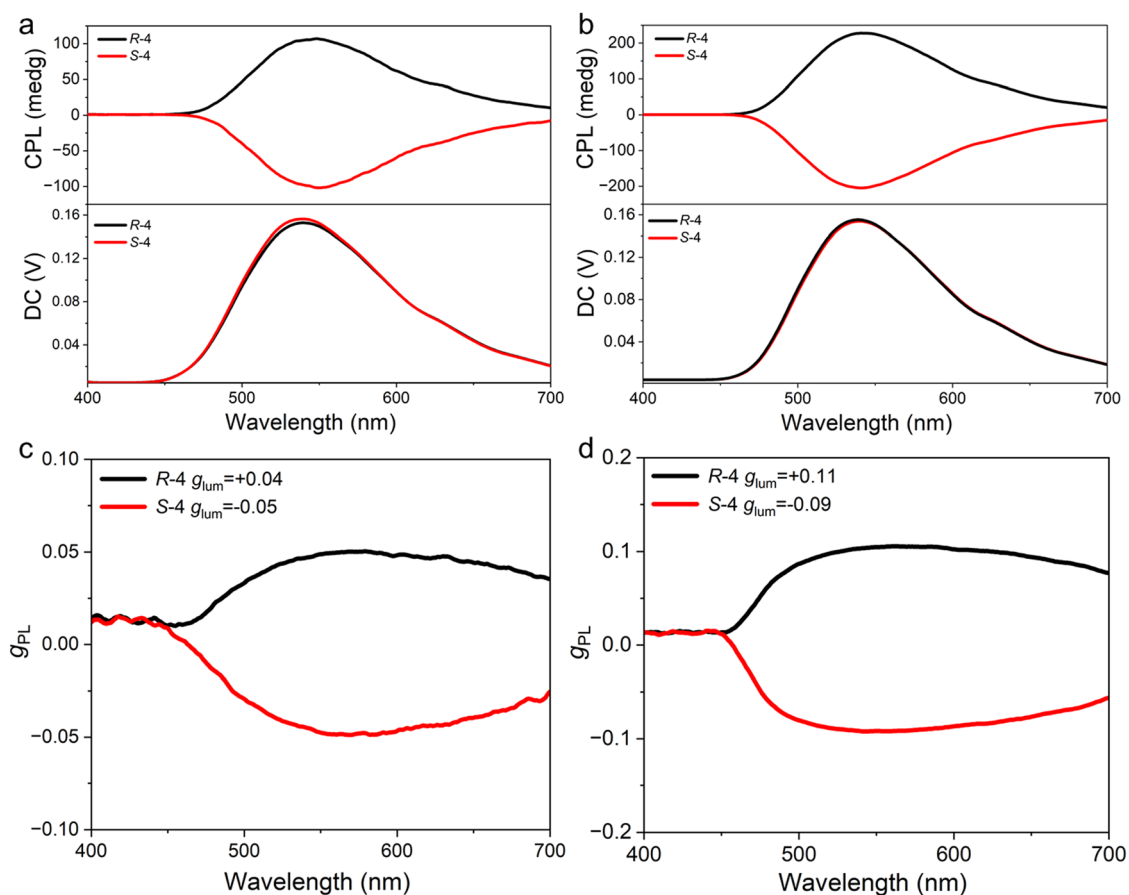 a
R-4
S-4
100
50
0
−50
−100
CPL (medg)
R-4
S-4
0.16
0.12
0.08
0.04
DC (V)
400 500 600 700
Wavelength (nm)
b
R-4
S-4
200
100
0
−100
−200
CPL (medg)
R-4
S-4
0.16
0.12
0.08
0.04
DC (V)
400 500 600 700
Wavelength (nm)
c
R-4 glum=+0.04
S-4 glum=-0.05
0.10
0.05
0.00
−0.05
−0.10
gPL
400 500 600 700
Wavelength (nm)
d
R-4 glum=+0.11
S-4 glum=-0.09
0.2
0.1
0.0
−0.1
−0.2
gPL
400 500 600 700
Wavelength (nm)